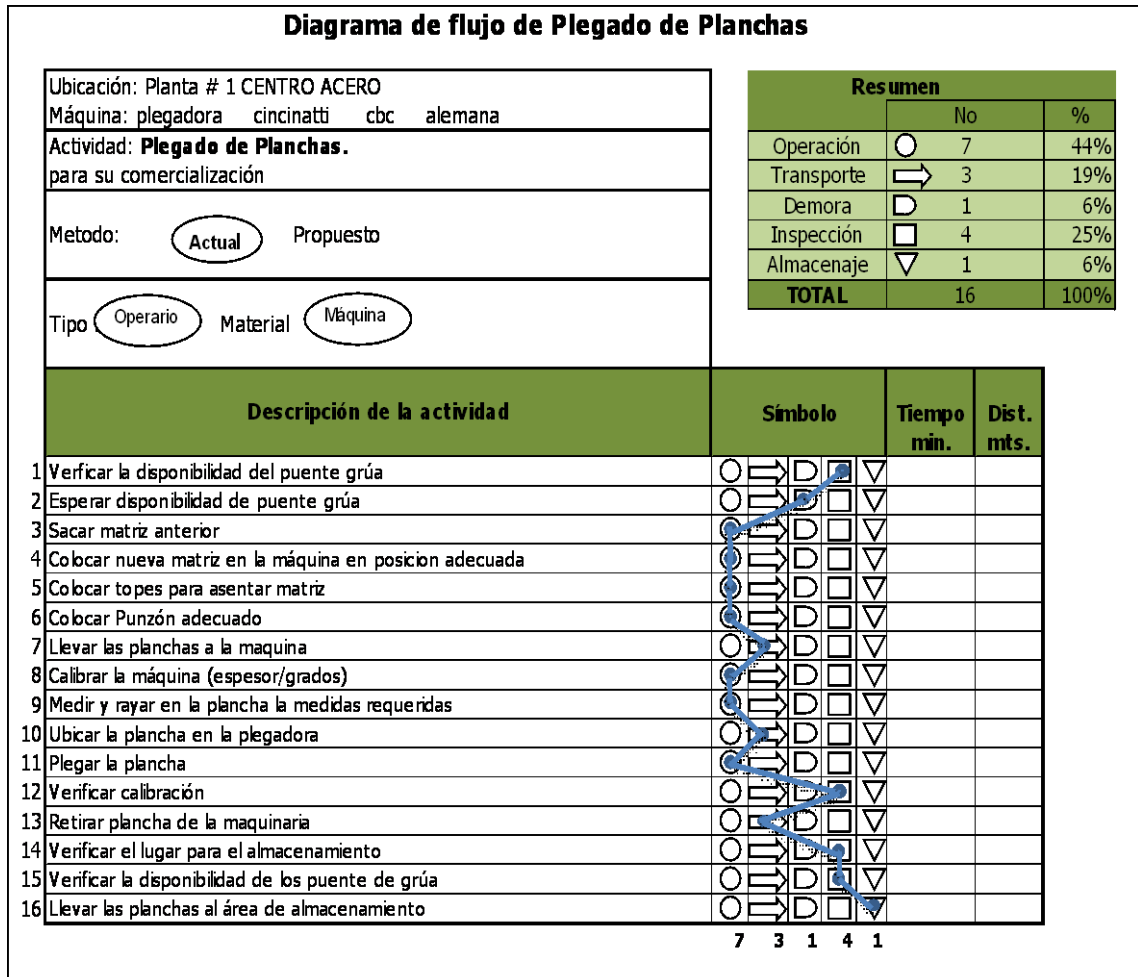 Diagrama de flujo de Plegado de Planchas
Ubicación: Planta # 1 CENTRO ACERO
Máquina: plegadora cincinatti cbc alemana
Actividad: Plegado de Planchas.
para su comercialización
Metodo: Actual Propuesto
Tipo Operario Material Máquina
Resumen
No %
Operación 7 44%
Transporte 3 19%
Demora 1 6%
Inspección 4 25%
Almacenaje 1 6%
TOTAL 16 100%
Descripción de la actividad Símbolo Tiempo min. Dist. mts.
1 Verficar la disponibilidad del puente grúa
2 Esperar disponibilidad de puente grúa
3 Sacar matriz anterior
4 Colocar nueva matriz en la máquina en posicion adecuada
5 Colocar topes para asentar matriz
6 Colocar Punzón adecuado
7 Llevar las planchas a la maquina
8 Calibrar la máquina (espesor/grados)
9 Medir y rayar en la plancha la medidas requeridas
10 Ubicar la plancha en la plegadora
11 Plegar la plancha
12 Verificar calibración
13 Retirar plancha de la maquinaria
14 Verificar el lugar para el almacenamiento
15 Verificar la disponibilidad de los puente de grúa
16 Llevar las planchas al área de almacenamiento
7 3 1 4 1